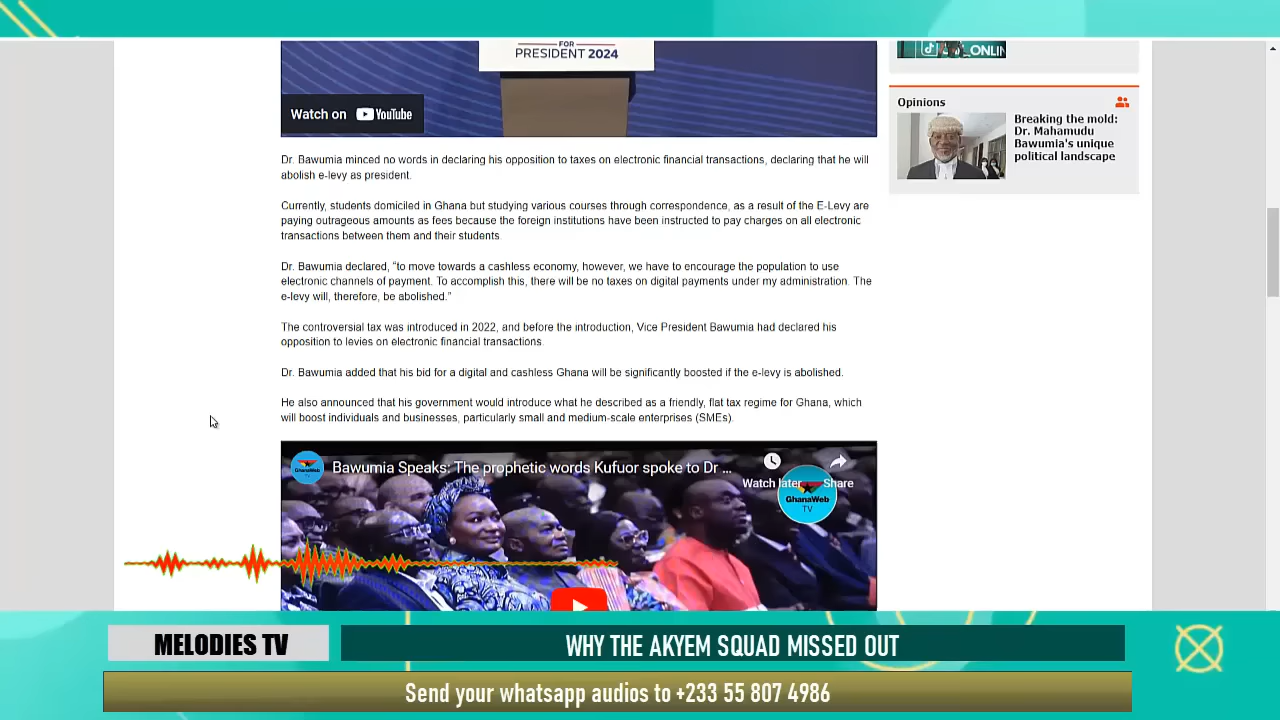 FOR
PRESIDENT 2024
Watch on YouTube
ONLIN
Opinions
Breaking the mold:
Dr. Mahamudu
Bawumia's unique
political landscape
Dr. Bawumia minced no words in declaring his opposition to taxes on electronic financial transactions, declaring that he will
abolish e-levy as president.
Currently, students domiciled in Ghana but studying various courses through correspondence, as a result of the E-Levy are
paying outrageous amounts as fees because the foreign institutions have been instructed to pay charges on all electronic
transactions between them and their students.
Dr. Bawumia declared, “to move towards a cashless economy, however, we have to encourage the population to use
electronic channels of payment. To accomplish this, there will be no taxes on digital payments under my administration. The
e-levy will, therefore, be abolished.”
The controversial tax was introduced in 2022, and before the introduction, Vice President Bawumia had declared his
opposition to levies on electronic financial transactions.
Dr. Bawumia added that his bid for a digital and cashless Ghana will be significantly boosted if the e-levy is abolished.
He also announced that his government would introduce what he described as a friendly, flat tax regime for Ghana, which
will boost individuals and businesses, particularly small and medium-scale enterprises (SMEs).
GhanaWeb
Bawumia Speaks: The prophetic words Kufuor spoke to Dr ...
Watch later
Share
GhanaWeb
TV
MELODIES TV
WHY THE AKYEM SQUAD MISSED OUT
Send your whatsapp audios to +233 55 807 4986